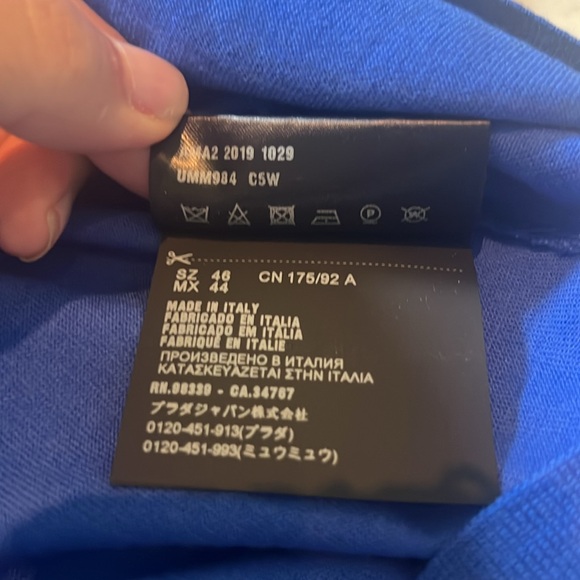 2019 1029
UMM984 C5W
SZ 46 CN 175/92 A
MX 44
MADE IN ITALY
FABRICADO EN ITALIA
FABRICADO EM ITALIA
FABRIQUÉ EN ITALIE
ПРОИЗВЕДЕНО В ИТАЛИЯ
ΚΑΤΑΣΚΕΥΑΖΕΤΑΙ ΣΤΗΝ ΙΤΑΛΙΑ
RN.98339 - CA.34767
プラダジャパン株式会社
0120-451-913(プラダ)
0120-451-993(ミュウミュウ)